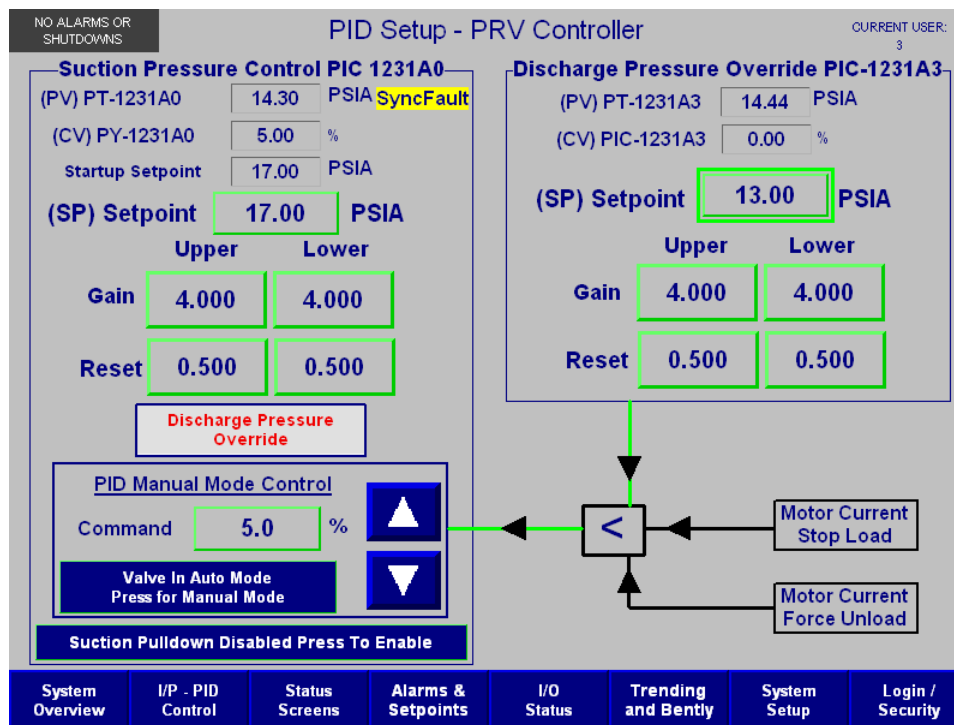 NO ALARMS OR
SHUTDOWNS
PID Setup - PRV Controller
CURRENT USER:
3
Suction Pressure Control PIC 1231A0
(PV) PT-1231A0 14.30 PSIA SyncFault
(CV) PY-1231A0 5.00 %
Startup Setpoint 17.00 PSIA
(SP) Setpoint 17.00 PSIA
Upper Lower
Gain 4.000 4.000
Reset 0.500 0.500
Discharge Pressure
Override
PID Manual Mode Control
Command 5.0 %
Valve In Auto Mode
Press for Manual Mode
Suction Pulldown Disabled Press To Enable
Discharge Pressure Override PIC-1231A3
(PV) PT-1231A3 14.44 PSIA
(CV) PIC-1231A3 0.00 %
(SP) Setpoint 13.00 PSIA
Upper Lower
Gain 4.000 4.000
Reset 0.500 0.500
<
Motor Current
Stop Load
Motor Current
Force Unload
System
Overview
I/P - PID
Control
Status
Screens
Alarms &
Setpoints
I/O
Status
Trending
and Bently
System
Setup
Login /
Security